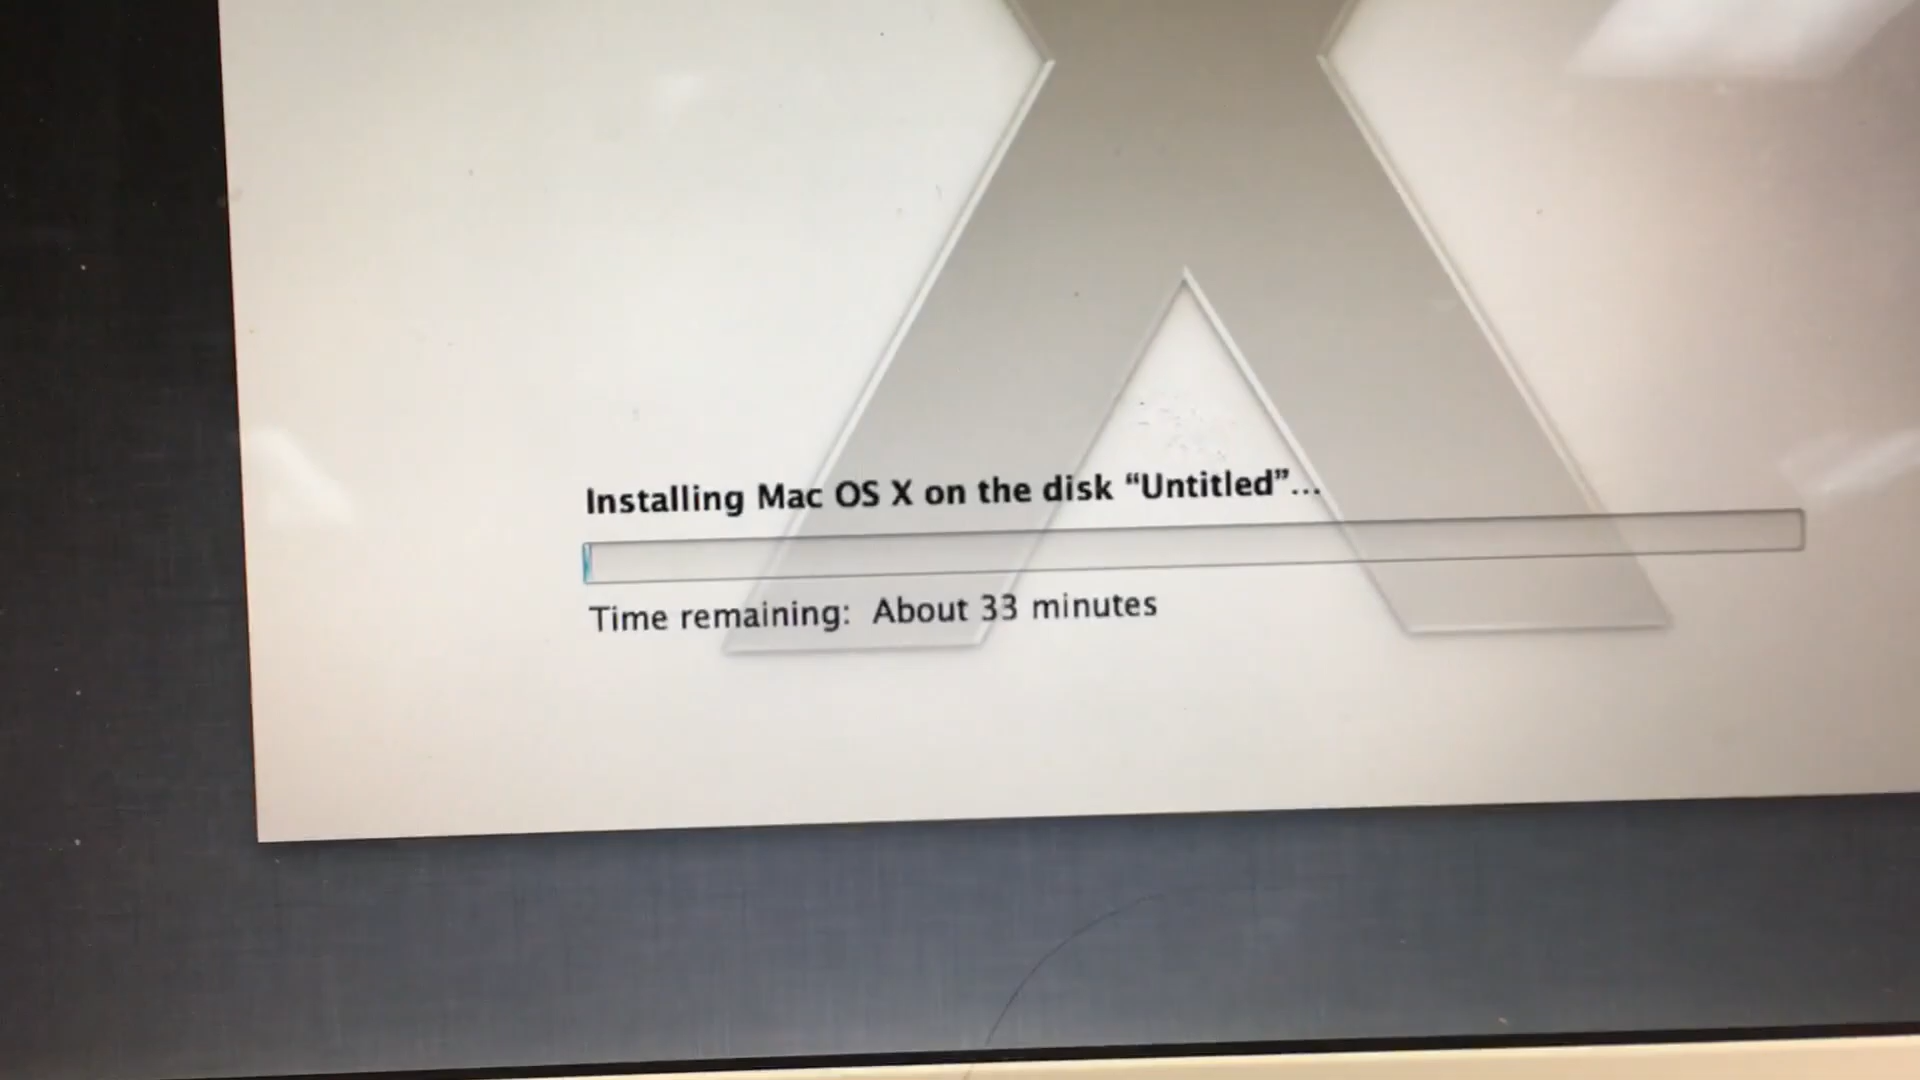 Installing Mac OS X on the disk “Untitled”...
Time remaining: About 33 minutes